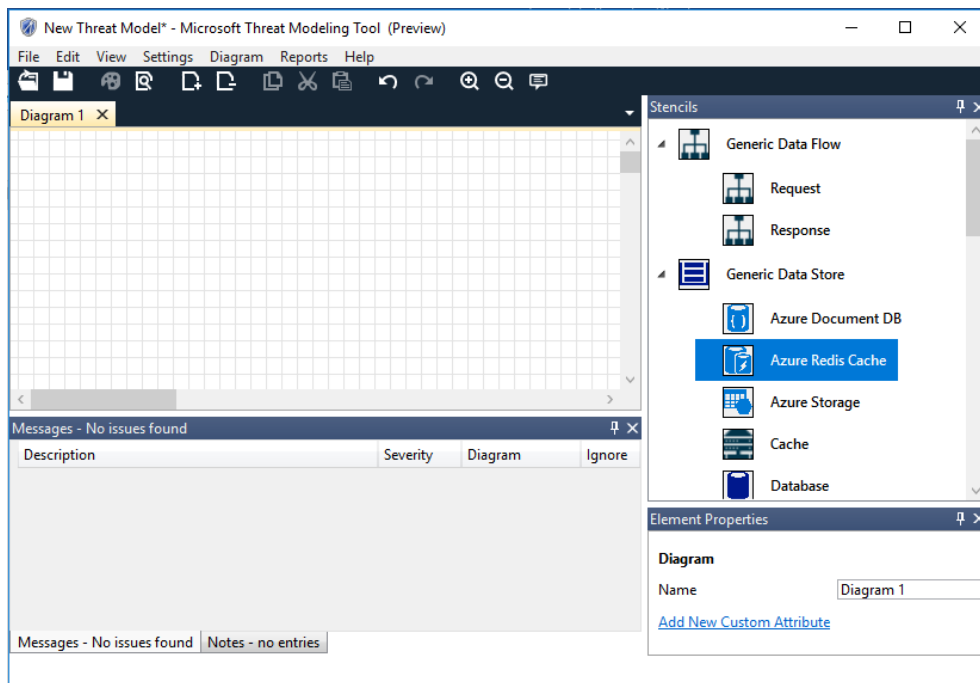 New Threat Model* - Microsoft Threat Modeling Tool (Preview)
File Edit View Settings Diagram Reports Help
Diagram 1
Stencils
Generic Data Flow
Request
Response
Generic Data Store
Azure Document DB
Azure Redis Cache
Azure Storage
Cache
Database
Messages - No issues found
Description Severity Diagram Ignore
Messages - No issues found Notes - no entries
Element Properties
Diagram
Name Diagram 1
Add New Custom Attribute